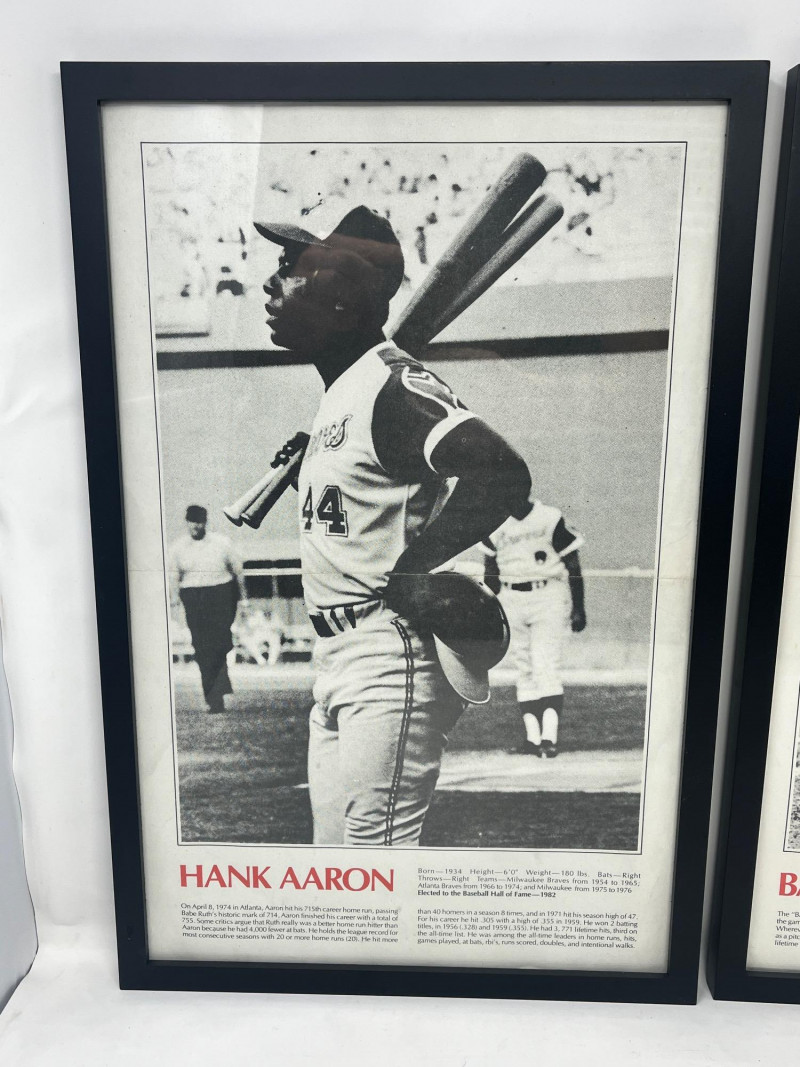 Braves
44
HANK AARON
Born—1934 Height—6'0" Weight—180 lbs. Bats—Right
Throws—Right Teams—Milwaukee Braves from 1954 to 1965;
Atlanta Braves from 1966 to 1974; and Milwaukee from 1975 to 1976
Elected to the Baseball Hall of Fame—1982
On April 8, 1974 in Atlanta, Aaron hit his 715th career home run, passing
Babe Ruth's historic mark of 714. Aaron finished his career with a total of
755. Some critics argue that Ruth really was a better home run hitter than
Aaron because he had 4,000 fewer at bats. He holds the league record for
most consecutive seasons with 20 or more home runs (20). He hit more
than 40 homers in a season 8 times, and in 1971 hit his season high of 47.
For his career he hit .305 with a high of .355 in 1959. He won 2 batting
titles, in 1956 (.328) and 1959 (.355). He had 3, 771 lifetime hits, third on
the all-time list. He was among the all-time leaders in home runs, hits,
games played, at bats, rbi's, runs scored, doubles, and intentional walks.
BA
The "B
the gam
Wherev
as a pitc
lifetime